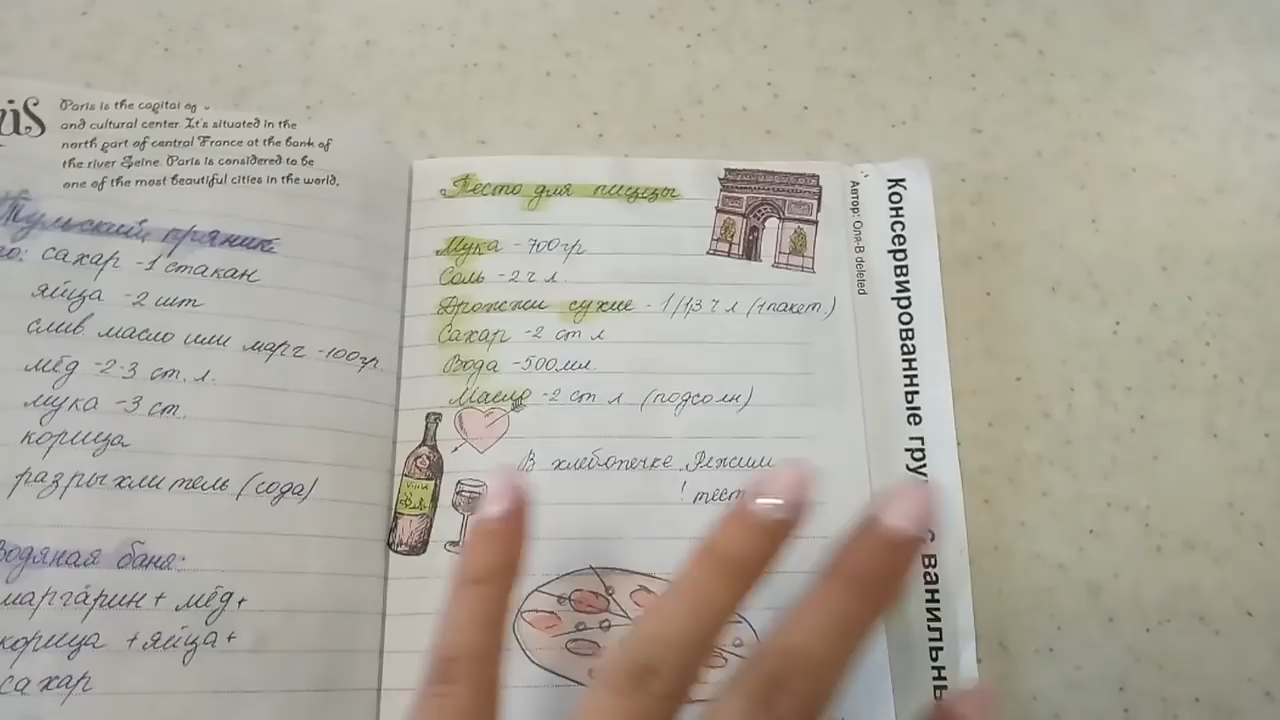 Paris is the capital
and cultural center. It's situated in the
north part of central France at the bank of
the river Seine. Paris is considered to be
one of the most beautiful cities in the world.
Тульский пряник
сахар -1 стакан
яйца -2 шт
слив. масло или марг -100гр.
мёд -2-3 ст. л.
мука -3 ст.
корица
разрыхлитель (сода)
Водяная баня:
маргарин + мёд +
корица + яйца +
сахар
Тесто для пиццы
Мука -700гр
Соль -2 ч л.
Дрожжи сухие - 1/1,3 ч л (1 пакет.)
Сахар -2 ст л
Вода -500мл.
Масло -2 ст л. (подсолн)
В хлебопечке. Режим
!
Консервированные
с ванильн
Автор: Оля-В deleted